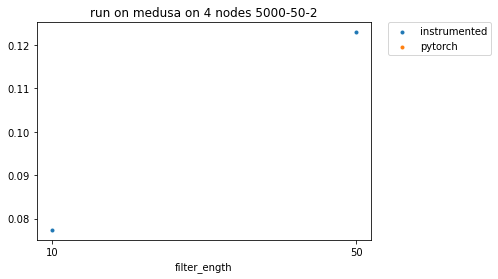 run on medusa on 4 nodes 5000-50-2
instrumented
pytorch
0.12
0.11
0.10
0.09
0.08
10
50
filter_ength